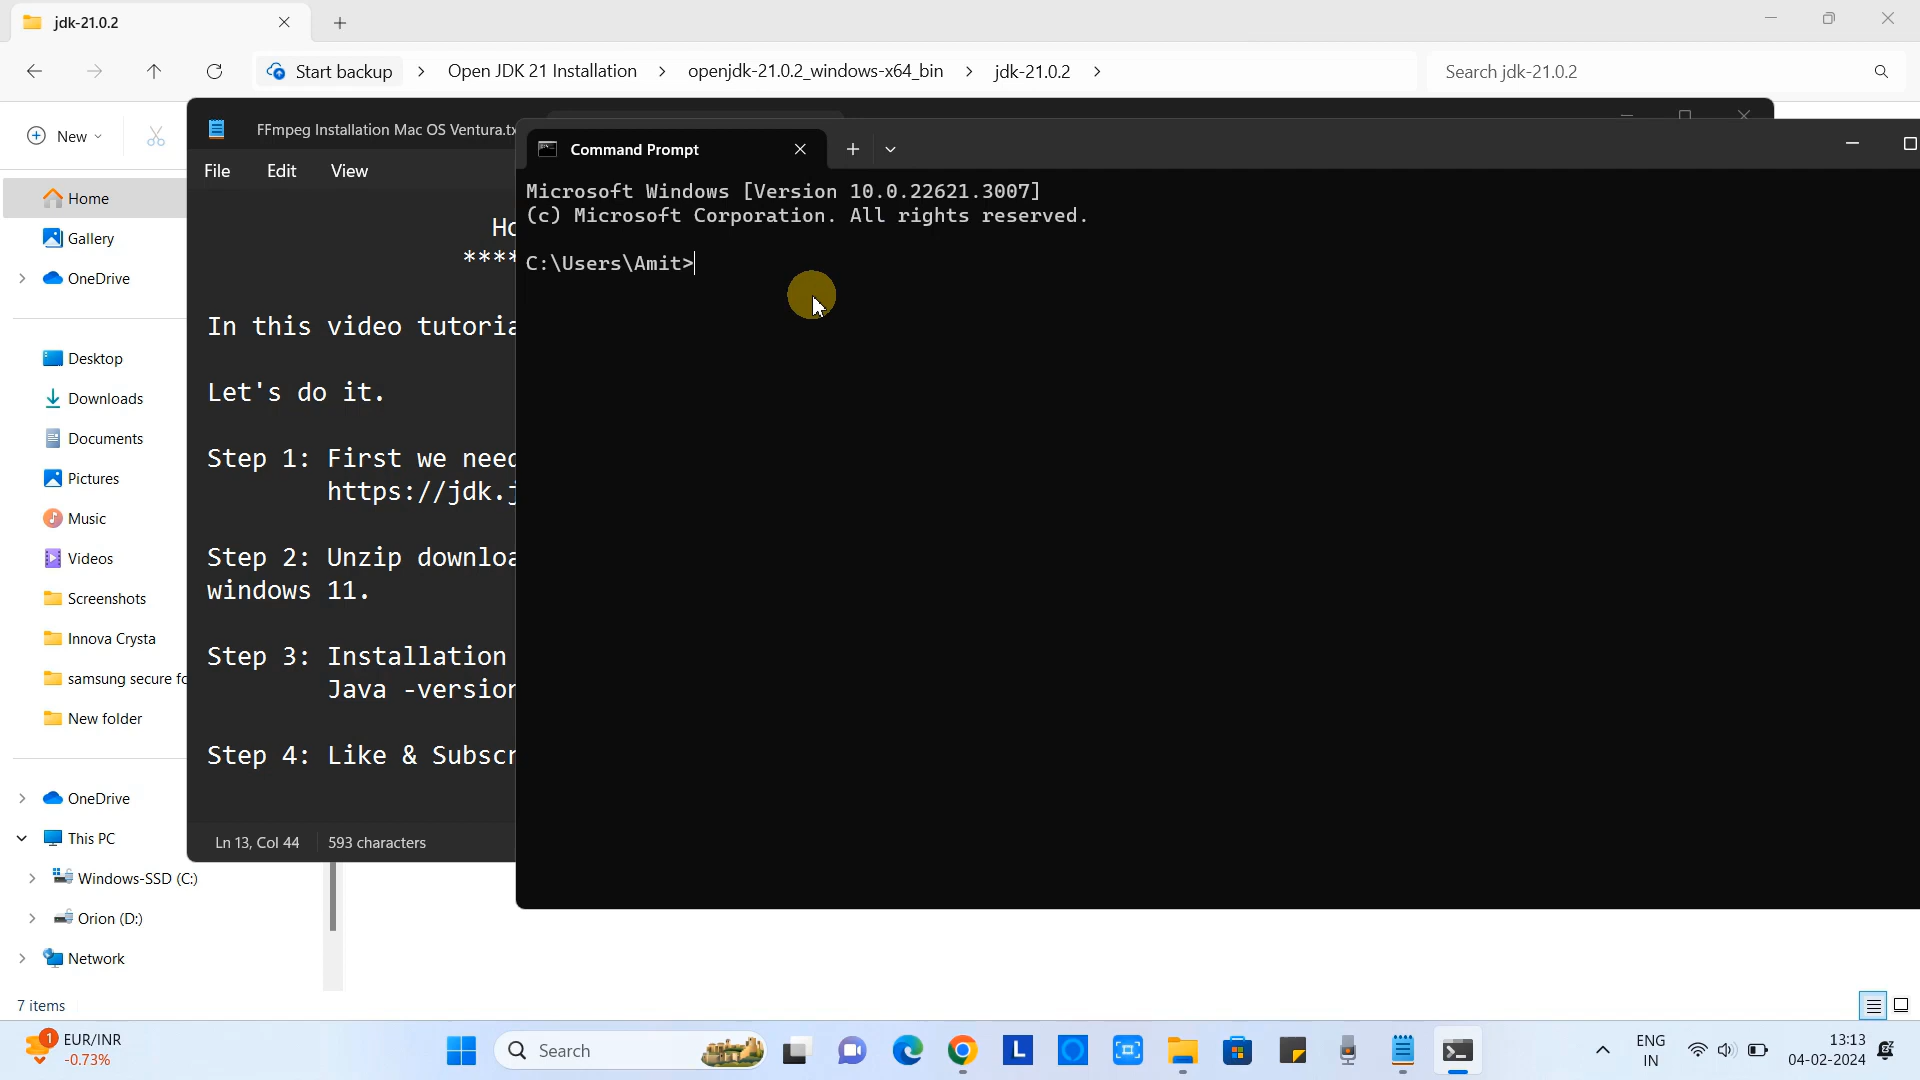 jdk-21.0.2
Start backup > Open JDK 21 Installation > openjdk-21.0.2_windows-x64_bin > jdk-21.0.2 >
Search jdk-21.0.2
New
FFmpeg Installation Mac OS Ventura.tx
File Edit View
Command Prompt
Microsoft Windows [Version 10.0.22621.3007]
(c) Microsoft Corporation. All rights reserved.
C:\Users\Amit>
Home
Gallery
OneDrive
Desktop
Downloads
Documents
Pictures
Music
Videos
Screenshots
Innova Crysta
samsung secure fo
New folder
OneDrive
This PC
Windows-SSD (C:)
Orion (D:)
Network
7 items
****
In this video tutoria
Let's do it.
Step 1: First we need
https://jdk.j
Step 2: Unzip downloa
windows 11.
Step 3: Installation
Java -version
Step 4: Like & Subscr
Ln 13, Col 44 593 characters
1
EUR/INR
-0.73%
Search
L
ENG
IN
13:13
04-02-2024